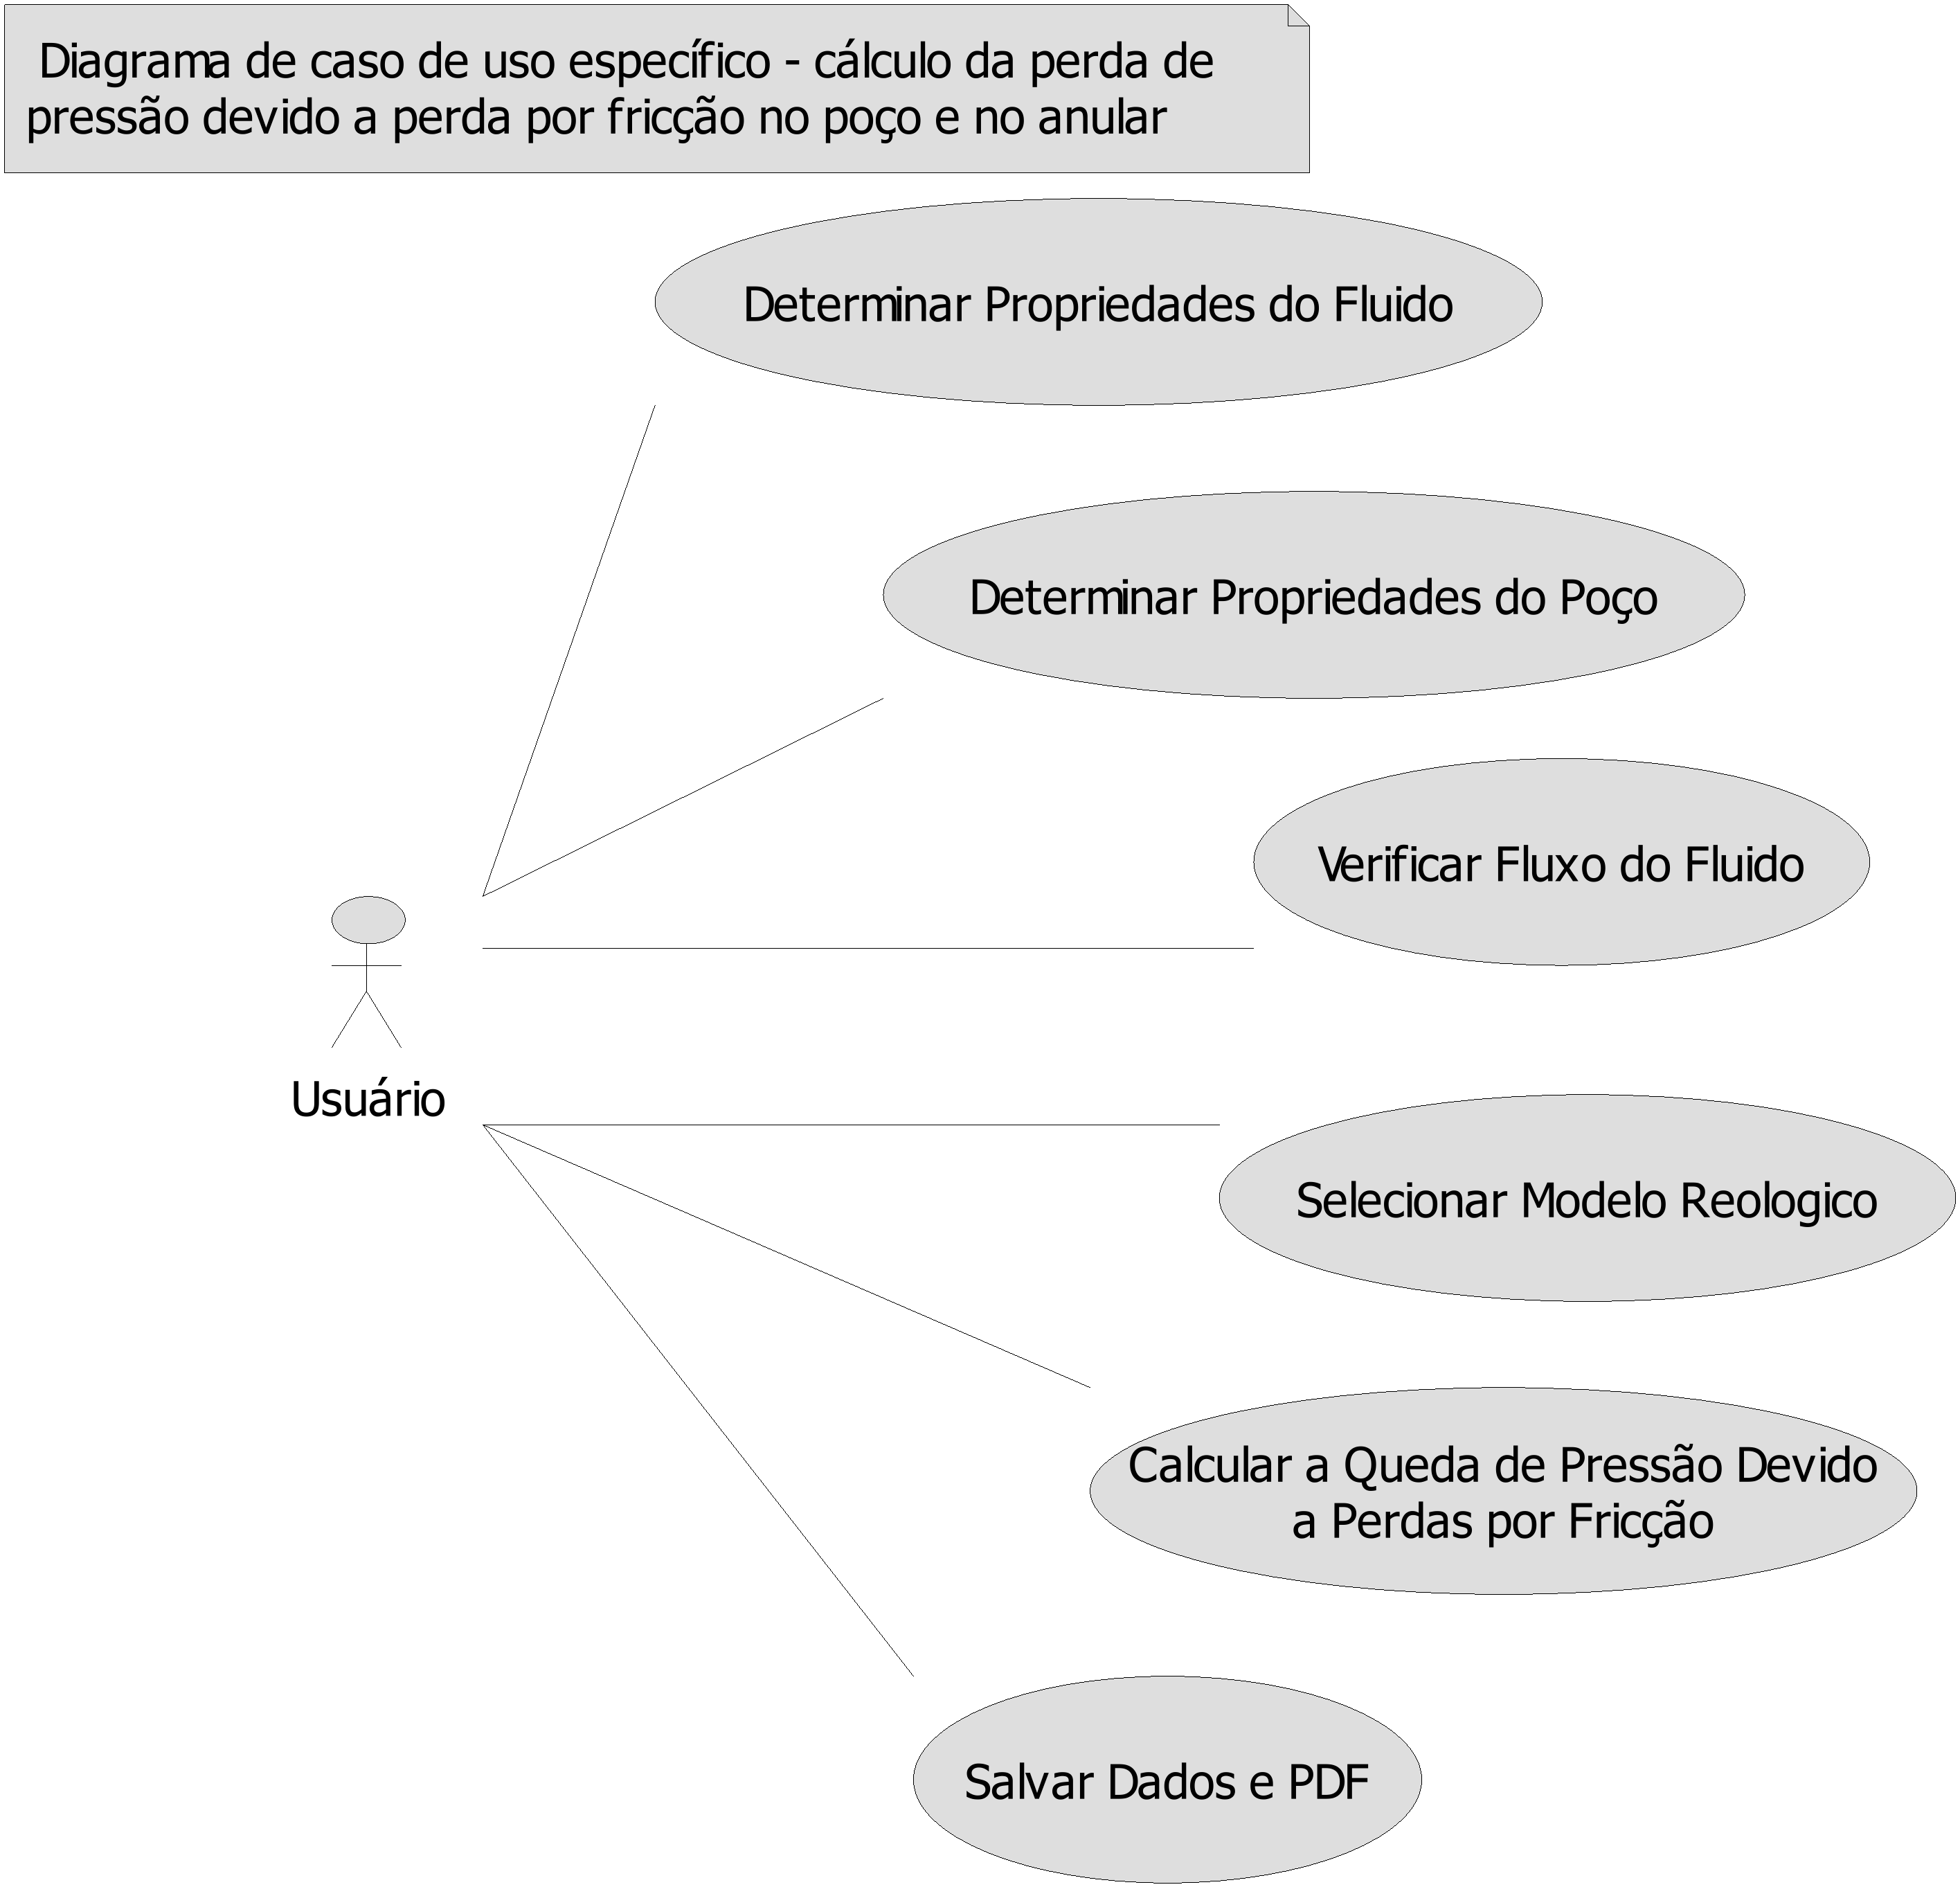 Diagrama de caso de uso específico - cálculo da perda de
pressão devido a perda por fricção no poço e no anular
Determinar Propriedades do Fluido
Determinar Propriedades do Poço
Verificar Fluxo do Fluido
Usuário
Selecionar Modelo Reologico
Calcular a Queda de Pressão Devido
a Perdas por Fricção
Salvar Dados e PDF